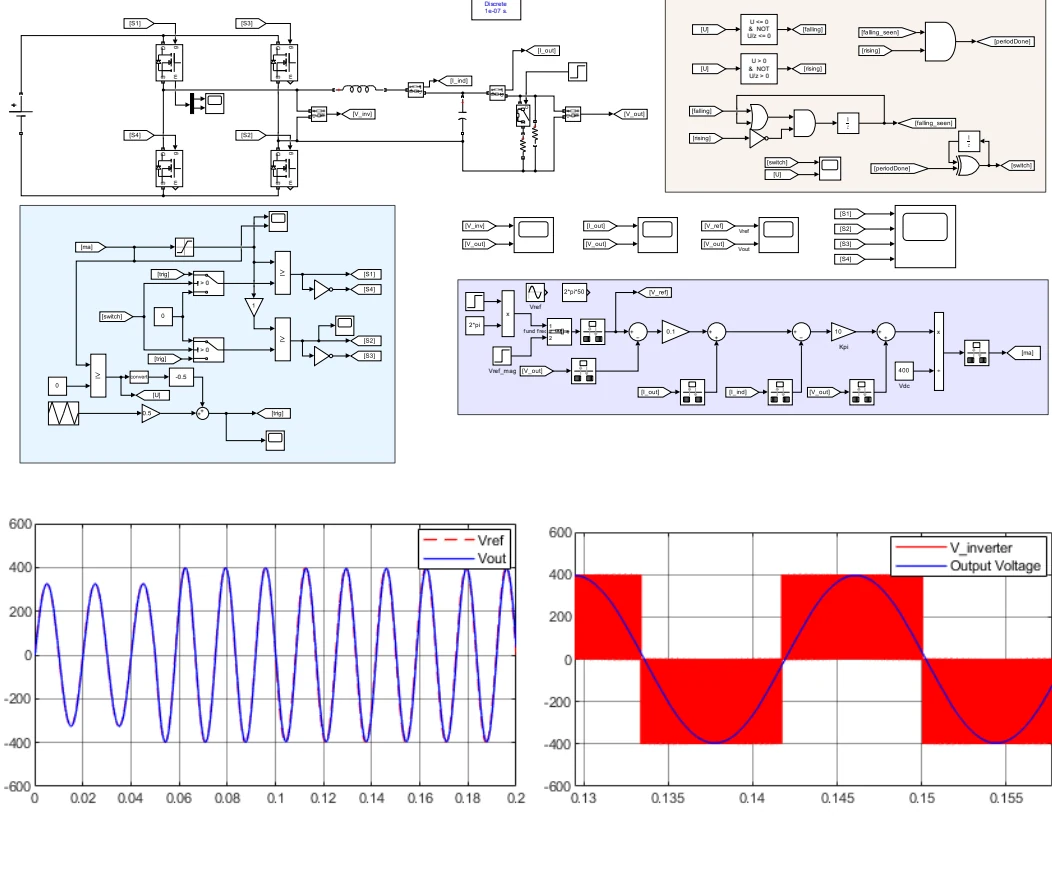 Discrete
1e-07 s.
[S1]
[S3]
[I_out]
[I_ind]
[V_inv]
[V_out]
[S4]
[S2]
[U]
U <= 0
& NOT
U/z <= 0
[falling]
[falling_seen]
[rising]
[periodDone]
[U]
U > 0
& NOT
U/z > 0
[rising]
[falling]
[rising]
[falling_seen]
[switch]
[U]
[periodDone]
[switch]
[ma]
[trig]
> 0
[switch]
0
> 0
[trig]
≥
[S1]
[S4]
1
≥
[S2]
[S3]
0
≥
convert
-0.5
[U]
0.5
[trig]
[V_inv]
[V_out]
[I_out]
[V_out]
[V_ref]
Vref
[V_out]
Vout
[S1]
[S2]
[S3]
[S4]
Vref
2*pi*50
[V_ref]
2*pi
x
Vref_mag
[V_out]
0.1
[I_out]
[I_ind]
10
Kpi
[V_out]
400
Vdc
x
÷
[ma]
600
400
200
0
-200
-400
-600
0
0.02
0.04
0.06
0.08
0.1
0.12
0.14
0.16
0.18
0.2
Vref
Vout
600
400
200
0
-200
-400
-600
0.13
0.135
0.14
0.145
0.15
0.155
V_inverter
Output Voltage